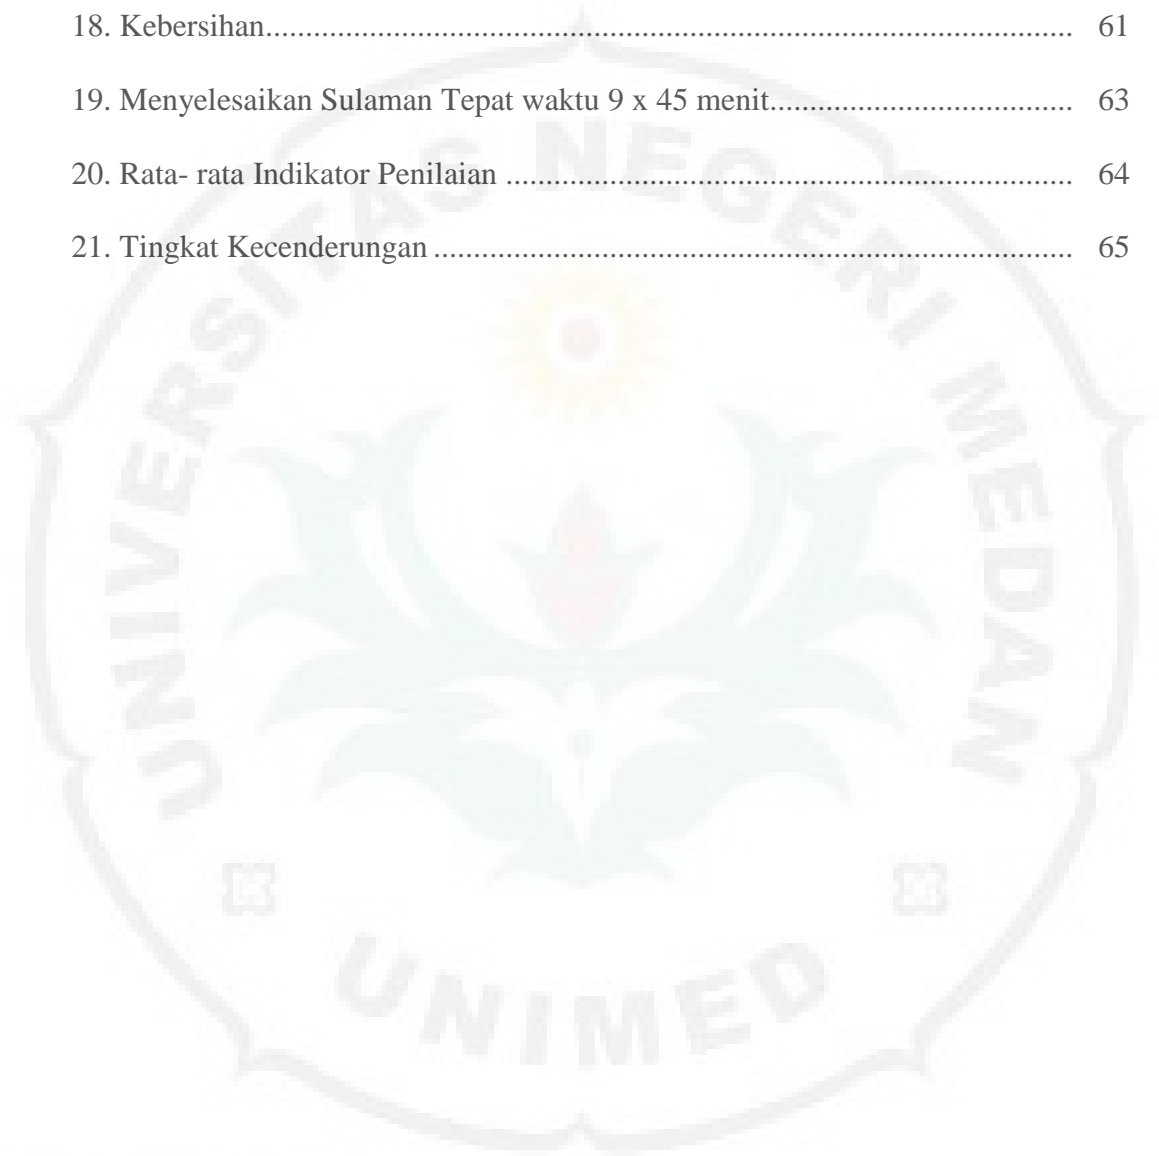 18. Kebersihan..................................................................................................... 61
19. Menyelesaikan Sulaman Tepat waktu 9 x 45 menit...................................... 63
20. Rata- rata Indikator Penilaian ....................................................................... 64
21. Tingkat Kecenderungan ................................................................................ 65
UNIVERSITAS NEGERI MEDAN
UNIMED